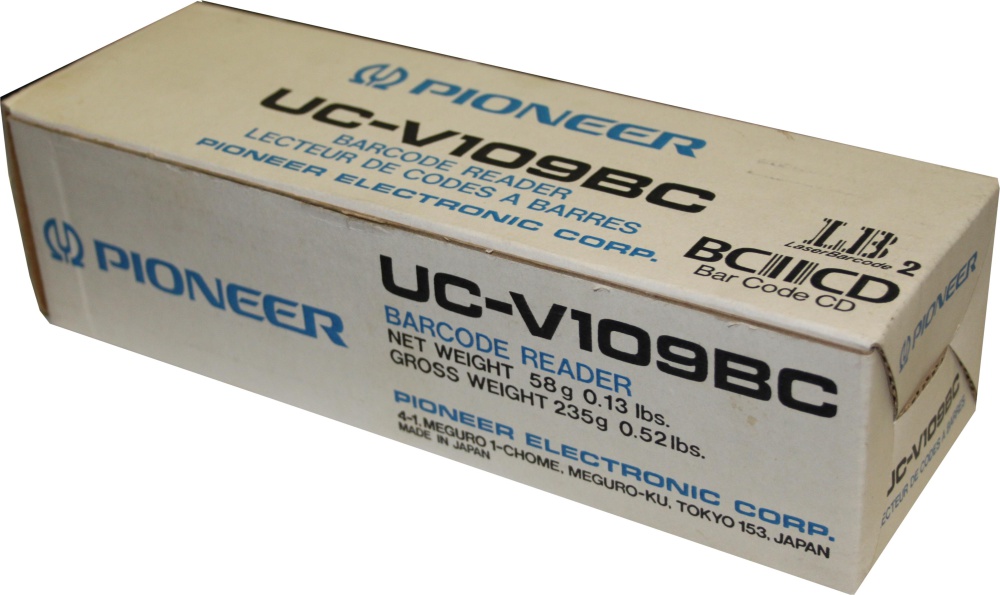 PIONEER
UC-V109BC
BARCODE READER
LECTEUR DE CODES A BARRES
PIONEER ELECTRONIC CORP.
LB 2
LaserBarcode
BC CD
Bar Code CD
PIONEER
UC-V109BC
BARCODE READER
NET WEIGHT 58g 0.13 lbs.
GROSS WEIGHT 235g 0.52 lbs.
PIONEER ELECTRONIC CORP.
4-1, MEGURO 1-CHOME, MEGURO-KU, TOKYO 153, JAPAN
MADE IN JAPAN
PIONEER
UC-V109BC
LECTEUR DE CODES A BARRES